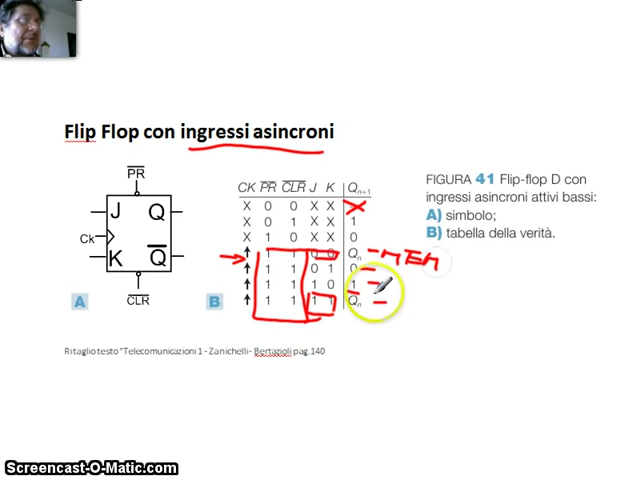 Flip Flop con ingressi asincroni
PR
J Q
Ck
K Q
CLR
A
B
CK PR CLR J K Qn+1
X 0 0 X X X
X 0 1 X X 1
X 1 0 X X 0
↑ 1 1 0 0 Qn - MEM
↑ 1 1 0 1 0
↑ 1 1 1 0 1
↑ 1 1 1 1 Qn
FIGURA 41 Flip-flop D con
ingressi asincroni attivi bassi:
A) simbolo;
B) tabella della verità.
Ritaglio testo "Telecomunicazioni 1 - Zanichelli - Bertazioli pag.140
Screencast-O-Matic.com